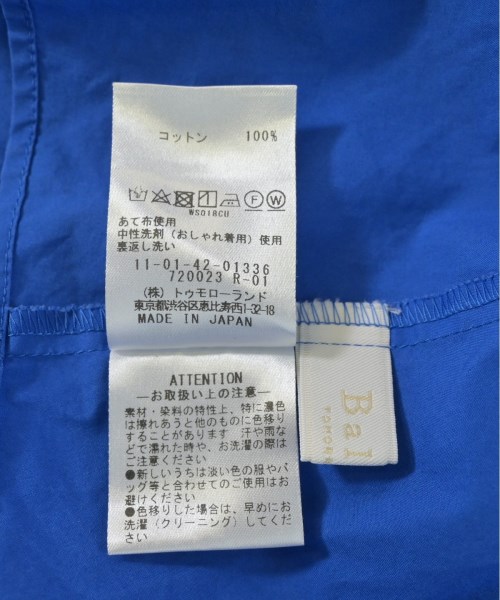 コットン 100%
WS01RCU
あて布使用
中性洗剤（おしゃれ着用）使用
裏返し洗い
11-01-42-01336
720023 R-01
（株）トゥモローランド
東京都渋谷区恵比寿西1-32-18
MADE IN JAPAN
ATTENTION
―お取扱い上の注意―
素材・染料の特性上、特に濃色
は擦れあうと他のものに色移り
することがあります 汗や雨な
どで濡れた時や、お洗濯の際は
ご注意ください
●新しいうちは淡い色の服やバ
ッグ等と合わせてのご使用はお
避けください
●色移りした場合は、早めにお
洗濯（クリーニング）してくだ
さい
Bal
TOMORR